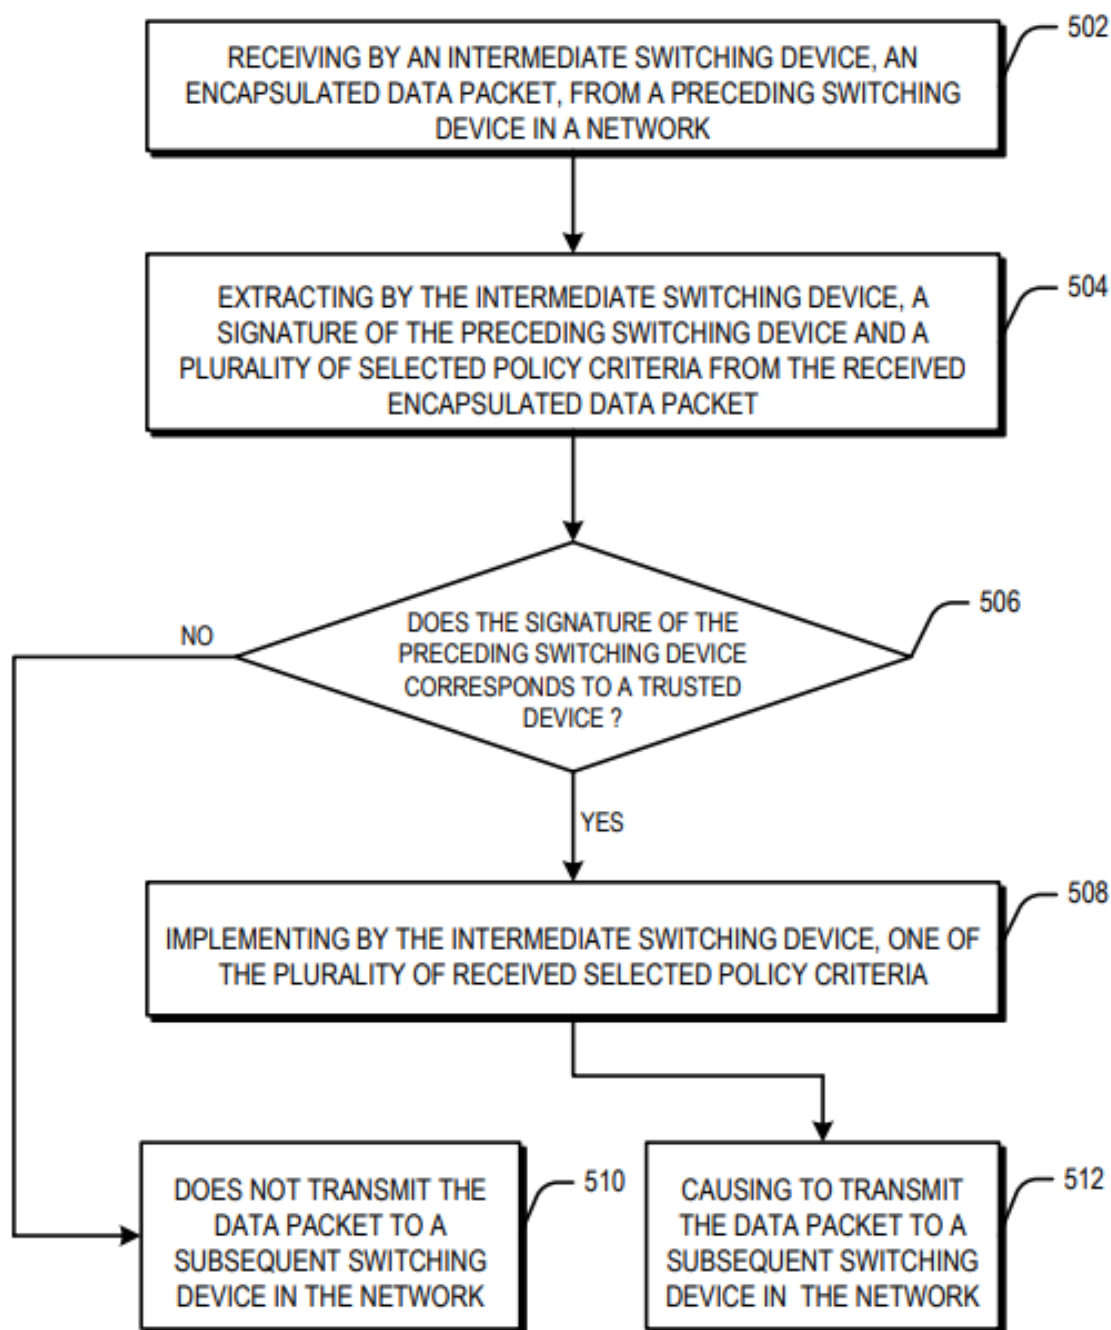 502
RECEIVING BY AN INTERMEDIATE SWITCHING DEVICE, AN
ENCAPSULATED DATA PACKET, FROM A PRECEDING SWITCHING
DEVICE IN A NETWORK
504
EXTRACTING BY THE INTERMEDIATE SWITCHING DEVICE, A
SIGNATURE OF THE PRECEDING SWITCHING DEVICE AND A
PLURALITY OF SELECTED POLICY CRITERIA FROM THE RECEIVED
ENCAPSULATED DATA PACKET
506
DOES THE SIGNATURE OF THE
PRECEDING SWITCHING DEVICE
CORRESPONDS TO A TRUSTED
DEVICE ?
NO
YES
508
IMPLEMENTING BY THE INTERMEDIATE SWITCHING DEVICE, ONE OF
THE PLURALITY OF RECEIVED SELECTED POLICY CRITERIA
510
DOES NOT TRANSMIT THE
DATA PACKET TO A
SUBSEQUENT SWITCHING
DEVICE IN THE NETWORK
512
CAUSING TO TRANSMIT
THE DATA PACKET TO A
SUBSEQUENT SWITCHING
DEVICE IN THE NETWORK